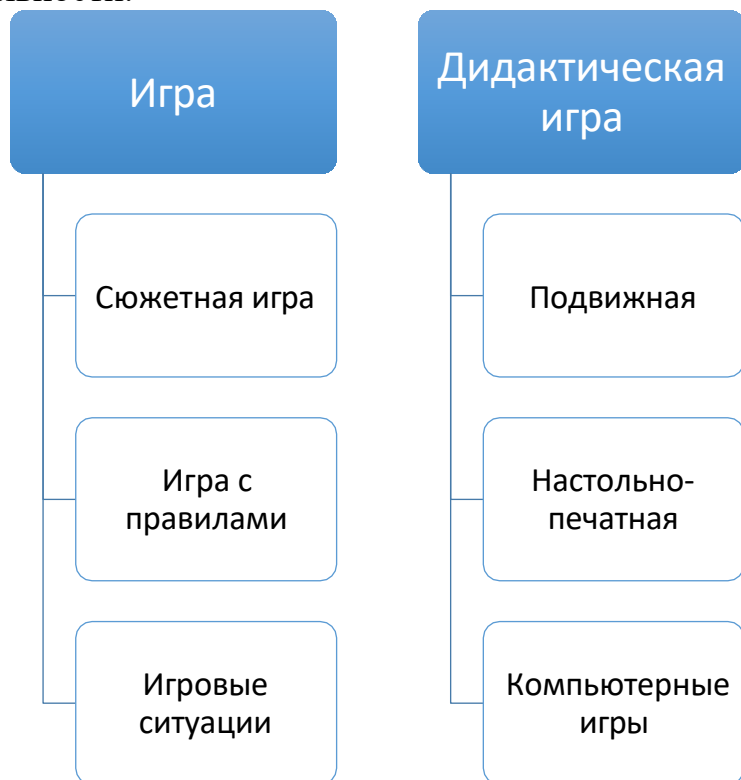 Игра
Сюжетная игра
Игра с
правилами
Игровые
ситуации
Дидактическая
игра
Подвижная
Настольно-
печатная
Компьютерные
игры